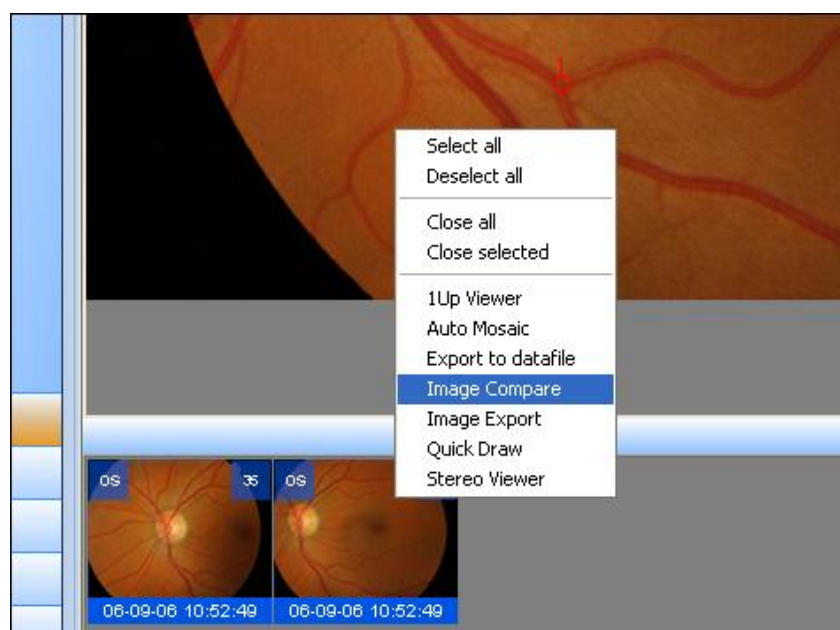 Select all
Deselect all
Close all
Close selected
1Up Viewer
Auto Mosaic
Export to datafile
Image Compare
Image Export
Quick Draw
Stereo Viewer
OS 35 OS
06-09-06 10:52:49 06-09-06 10:52:49